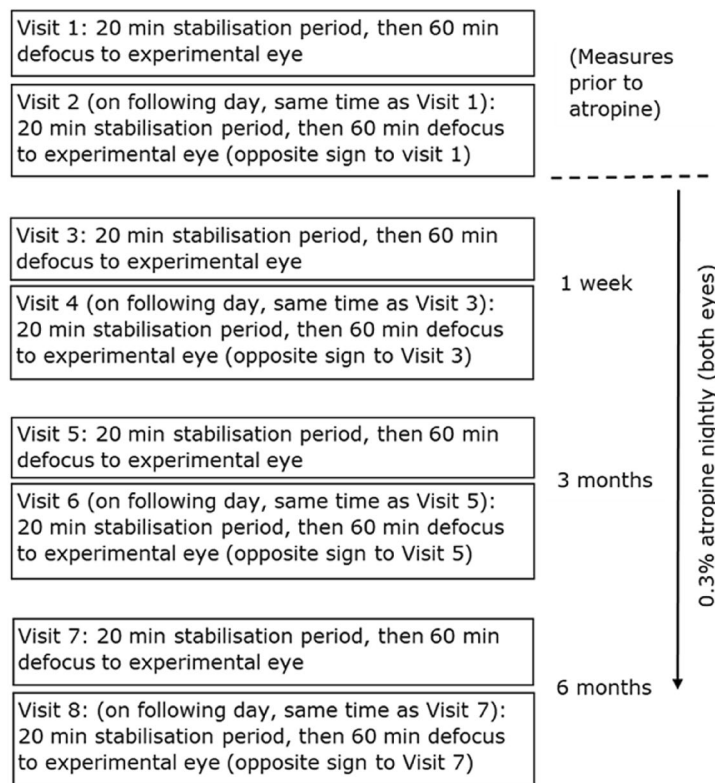 Visit 1: 20 min stabilisation period, then 60 min
defocus to experimental eye
(Measures
prior to
atropine)
Visit 2 (on following day, same time as Visit 1):
20 min stabilisation period, then 60 min defocus
to experimental eye (opposite sign to visit 1)
Visit 3: 20 min stabilisation period, then 60 min
defocus to experimental eye
1 week
Visit 4 (on following day, same time as Visit 3):
20 min stabilisation period, then 60 min defocus
to experimental eye (opposite sign to Visit 3)
Visit 5: 20 min stabilisation period, then 60 min
defocus to experimental eye
3 months
Visit 6 (on following day, same time as Visit 5):
20 min stabilisation period, then 60 min defocus
to experimental eye (opposite sign to Visit 5)
Visit 7: 20 min stabilisation period, then 60 min
defocus to experimental eye
6 months
Visit 8: (on following day, same time as Visit 7):
20 min stabilisation period, then 60 min defocus
to experimental eye (opposite sign to Visit 7)
0.3% atropine nightly (both eyes)